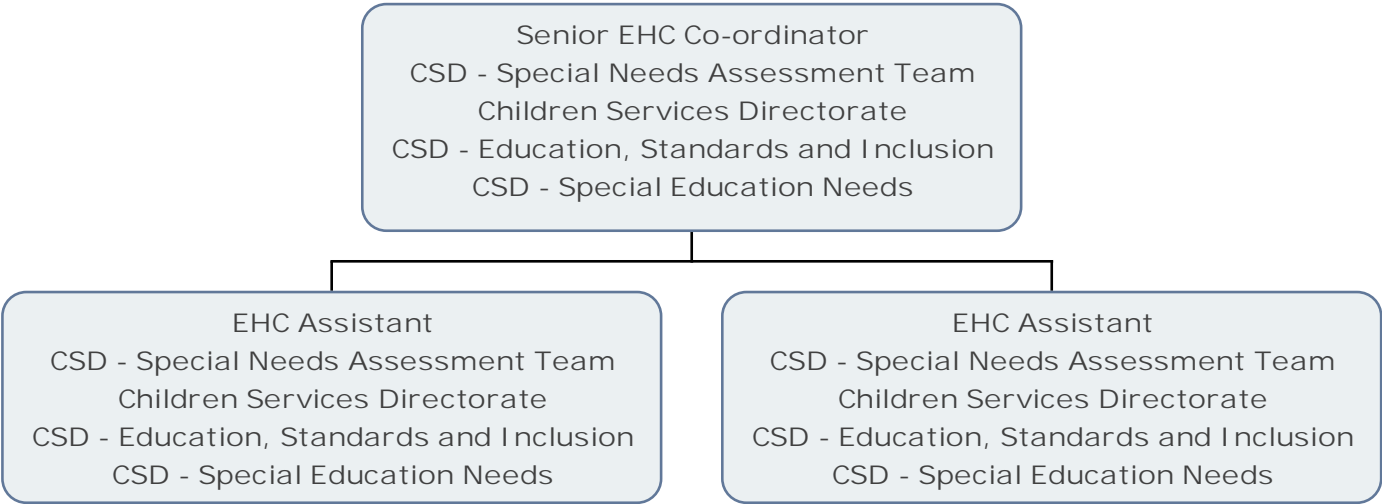 Senior EHC Co-ordinator
CSD - Special Needs Assessment Team
Children Services Directorate
CSD - Education, Standards and Inclusion
CSD - Special Education Needs
EHC Assistant
CSD - Special Needs Assessment Team
Children Services Directorate
CSD - Education, Standards and Inclusion
CSD - Special Education Needs
EHC Assistant
CSD - Special Needs Assessment Team
Children Services Directorate
CSD - Education, Standards and Inclusion
CSD - Special Education Needs